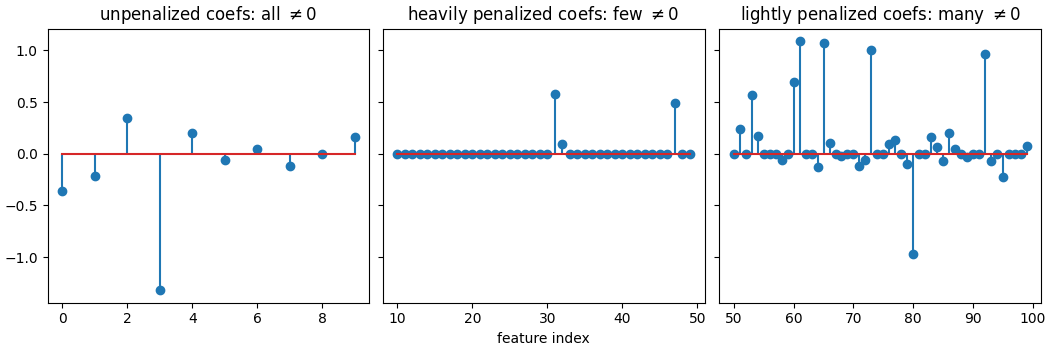 unpenalized coefs: all ≠0
heavily penalized coefs: few ≠0
lightly penalized coefs: many ≠0
1.0
0.5
0.0
−0.5
−1.0
0 2 4 6 8
10 20 30 40 50
50 60 70 80 90 100
feature index